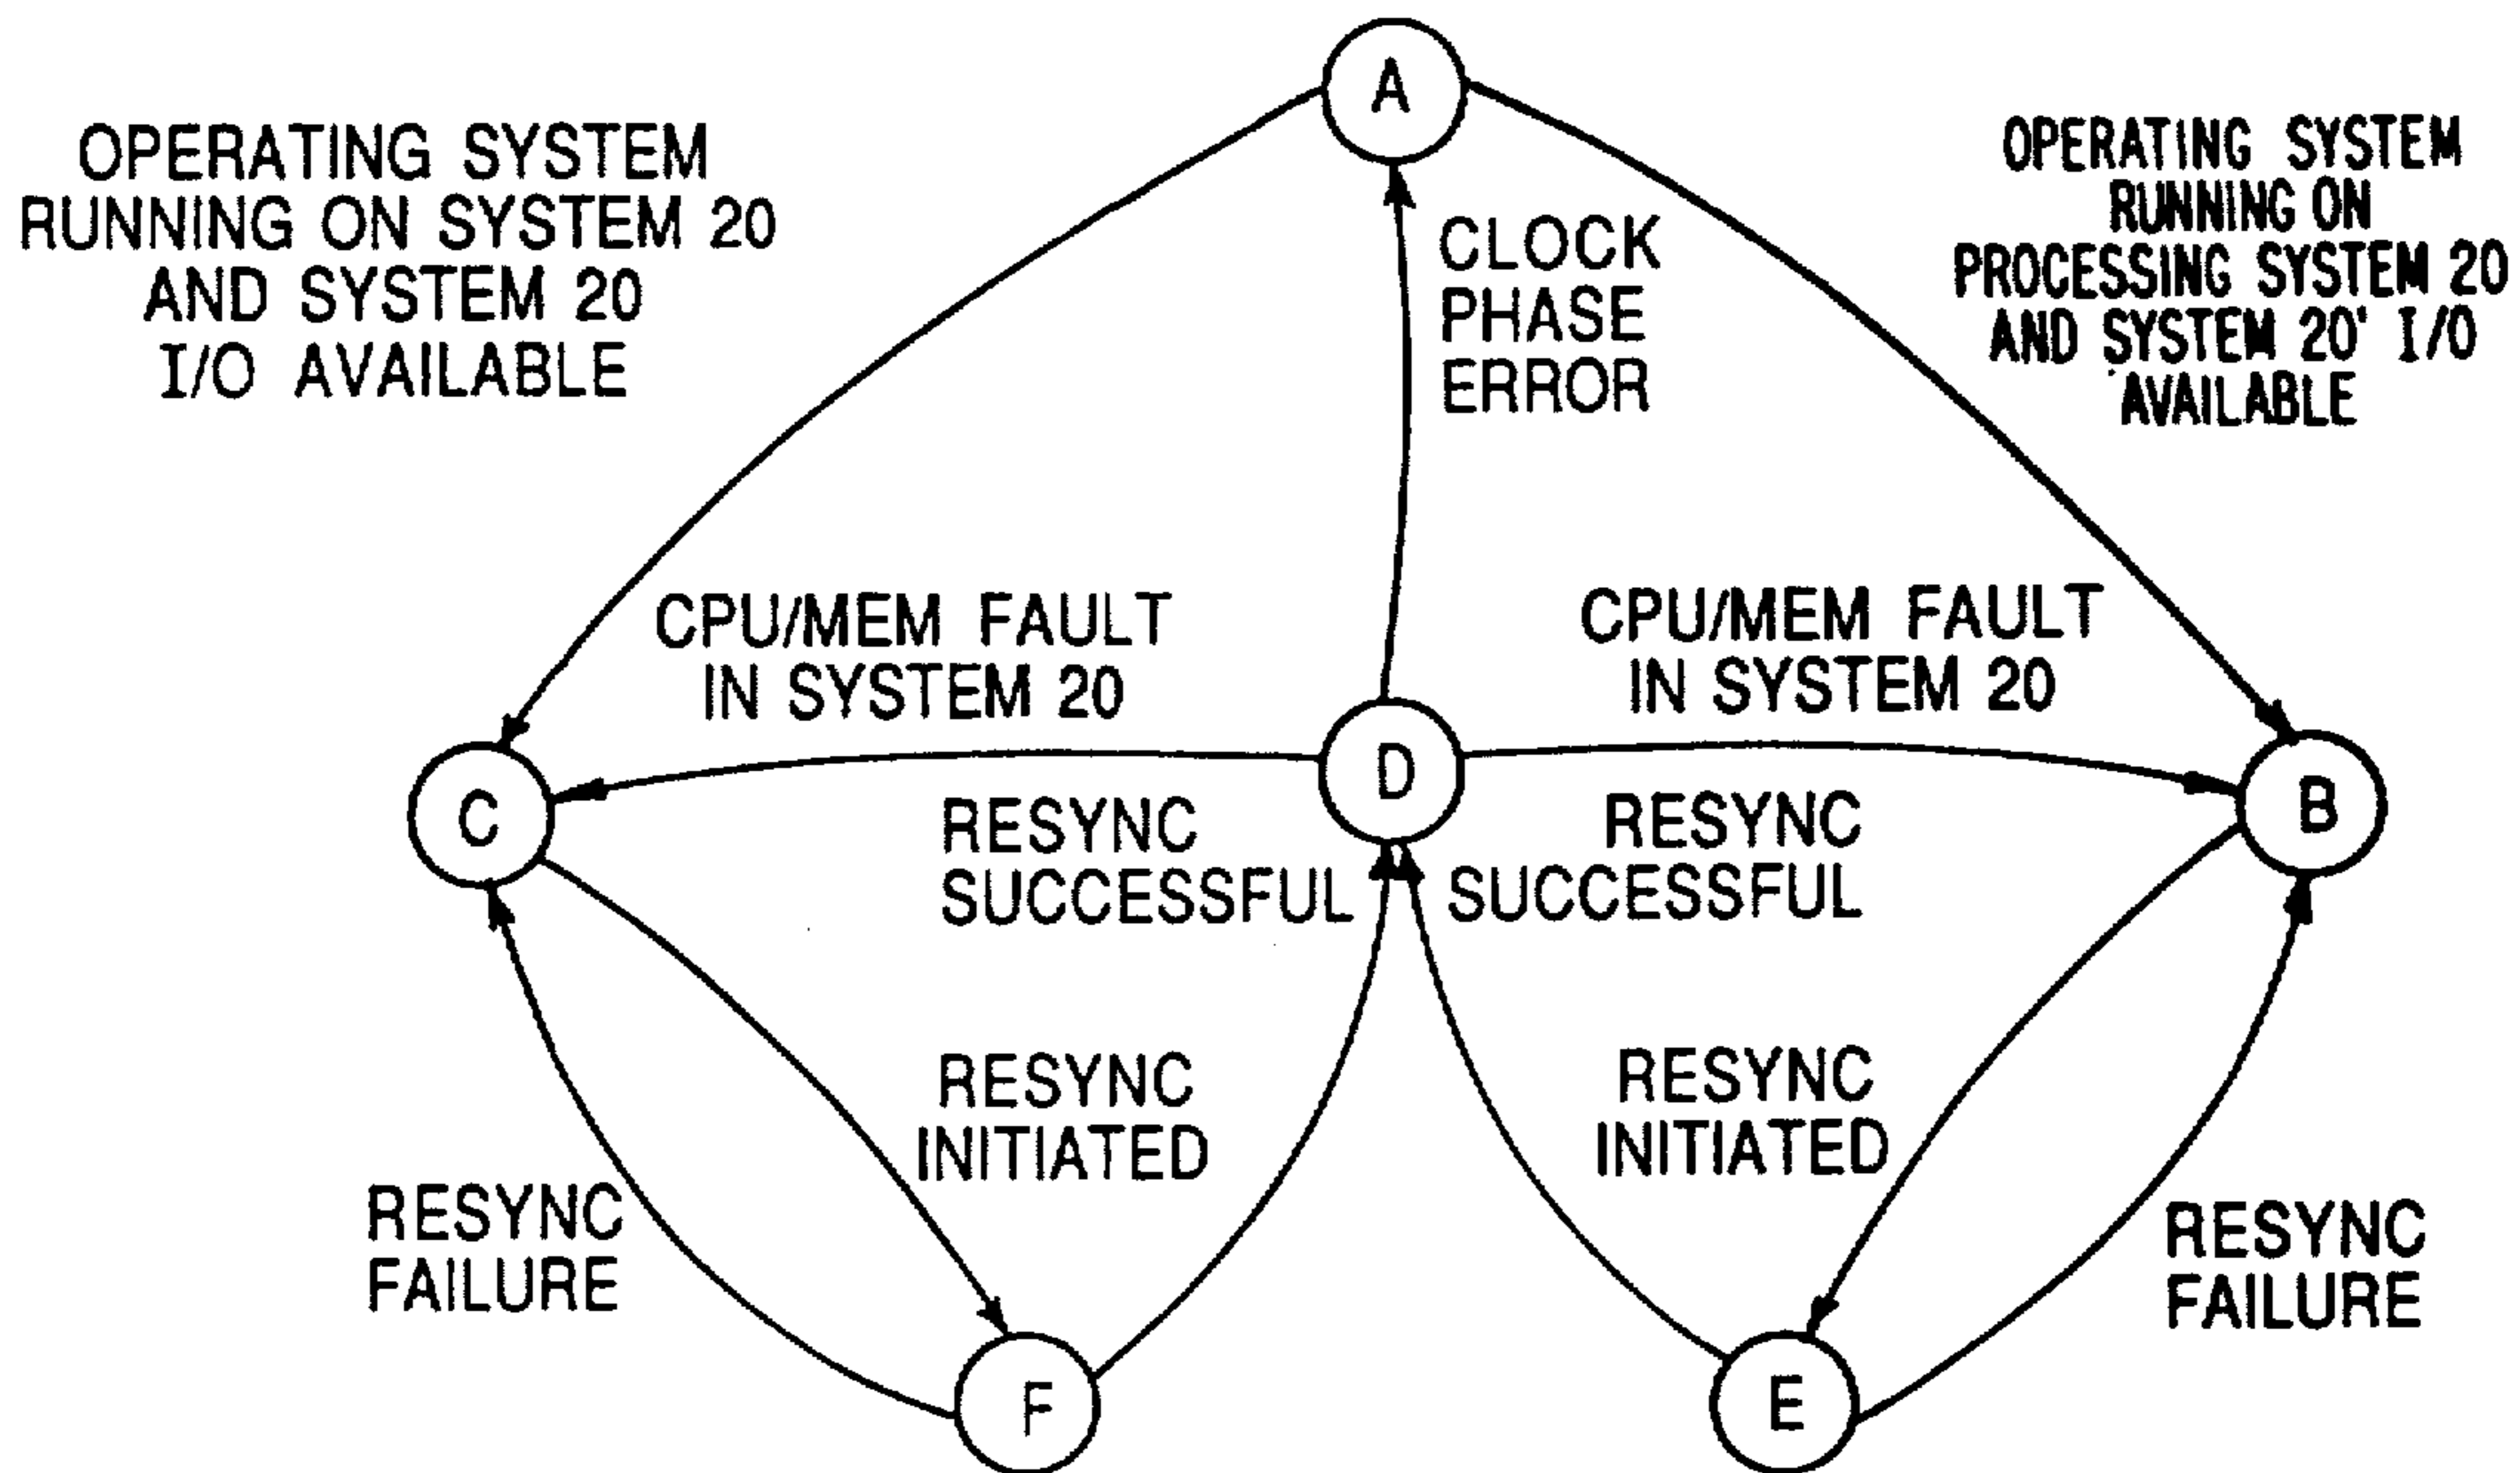 A
OPERATING SYSTEM
RUNNING ON SYSTEM 20
AND SYSTEM 20
I/O AVAILABLE
CLOCK
PHASE
ERROR
OPERATING SYSTEM
RUNNING ON
PROCESSING SYSTEM 20
AND SYSTEM 20' I/O
AVAILABLE
CPU/MEM FAULT
IN SYSTEM 20
CPU/MEM FAULT
IN SYSTEM 20
C
D
B
RESYNC
SUCCESSFUL
RESYNC
SUCCESSFUL
RESYNC
INITIATED
RESYNC
INITIATED
RESYNC
FAILURE
RESYNC
FAILURE
F
E